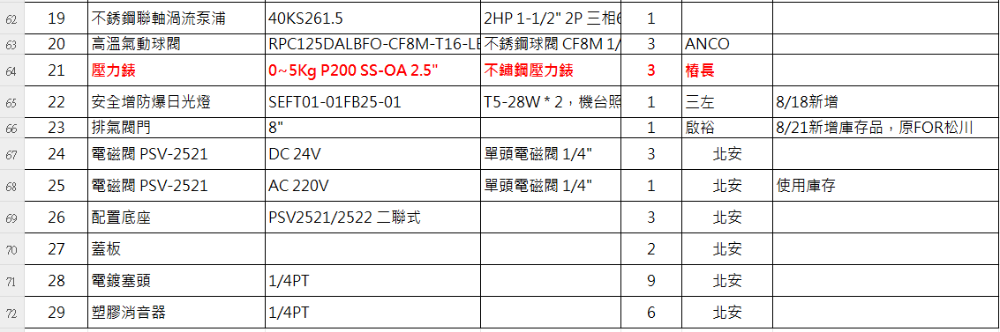 62 19 不銹鋼聯軸渦流泵浦 40KS261.5 2HP 1-1/2" 2P 三相6 1
63 20 高溫氣動球閥 RPC125DALBFO-CF8M-T16-LE 不銹鋼球閥 CF8M 1/ 3 ANCO
64 21 壓力錶 0~5Kg P200 SS-OA 2.5" 不鏽鋼壓力錶 3 樁長
65 22 安全增防爆日光燈 SEFT01-01FB25-01 T5-28W * 2，機台照 1 三左 8/18新增
66 23 排氣閥門 8" 1 啟裕 8/21新增庫存品，原FOR松川
67 24 電磁閥 PSV-2521 DC 24V 單頭電磁閥 1/4" 3 北安
68 25 電磁閥 PSV-2521 AC 220V 單頭電磁閥 1/4" 1 北安 使用庫存
69 26 配置底座 PSV2521/2522 二聯式 3 北安
70 27 蓋板 2 北安
71 28 電鍍塞頭 1/4PT 9 北安
72 29 塑膠消音器 1/4PT 6 北安